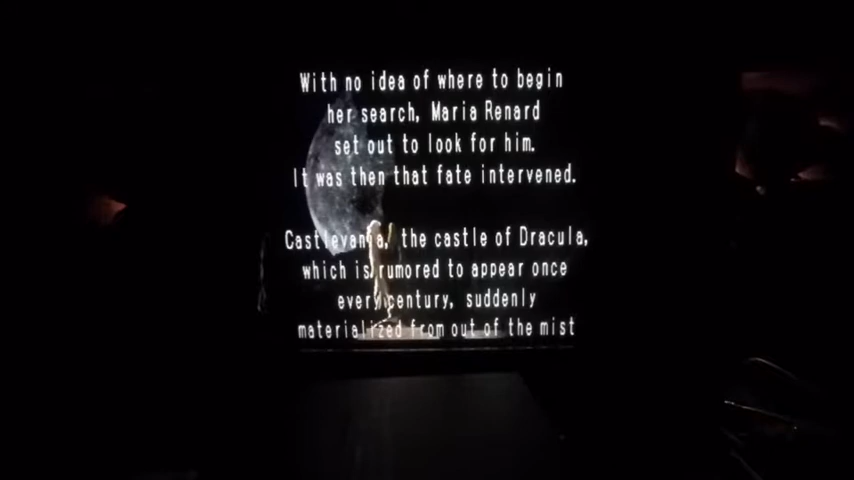 With no idea of where to begin
her search, Maria Renard
set out to look for him.
It was then that fate intervened.
Castlevania, the castle of Dracula,
which is rumored to appear once
every century, suddenly
materialized from out of the mist